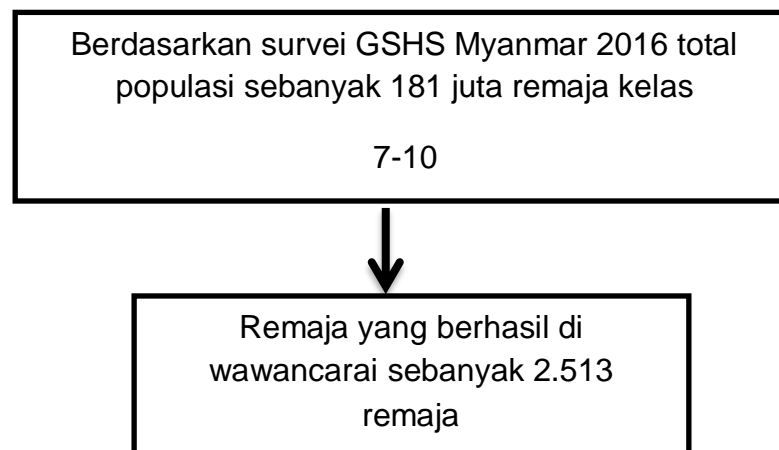 Berdasarkan survei GSHS Myanmar 2016 total
populasi sebanyak 181 juta remaja kelas
7-10
Remaja yang berhasil di
wawancarai sebanyak 2.513
remaja